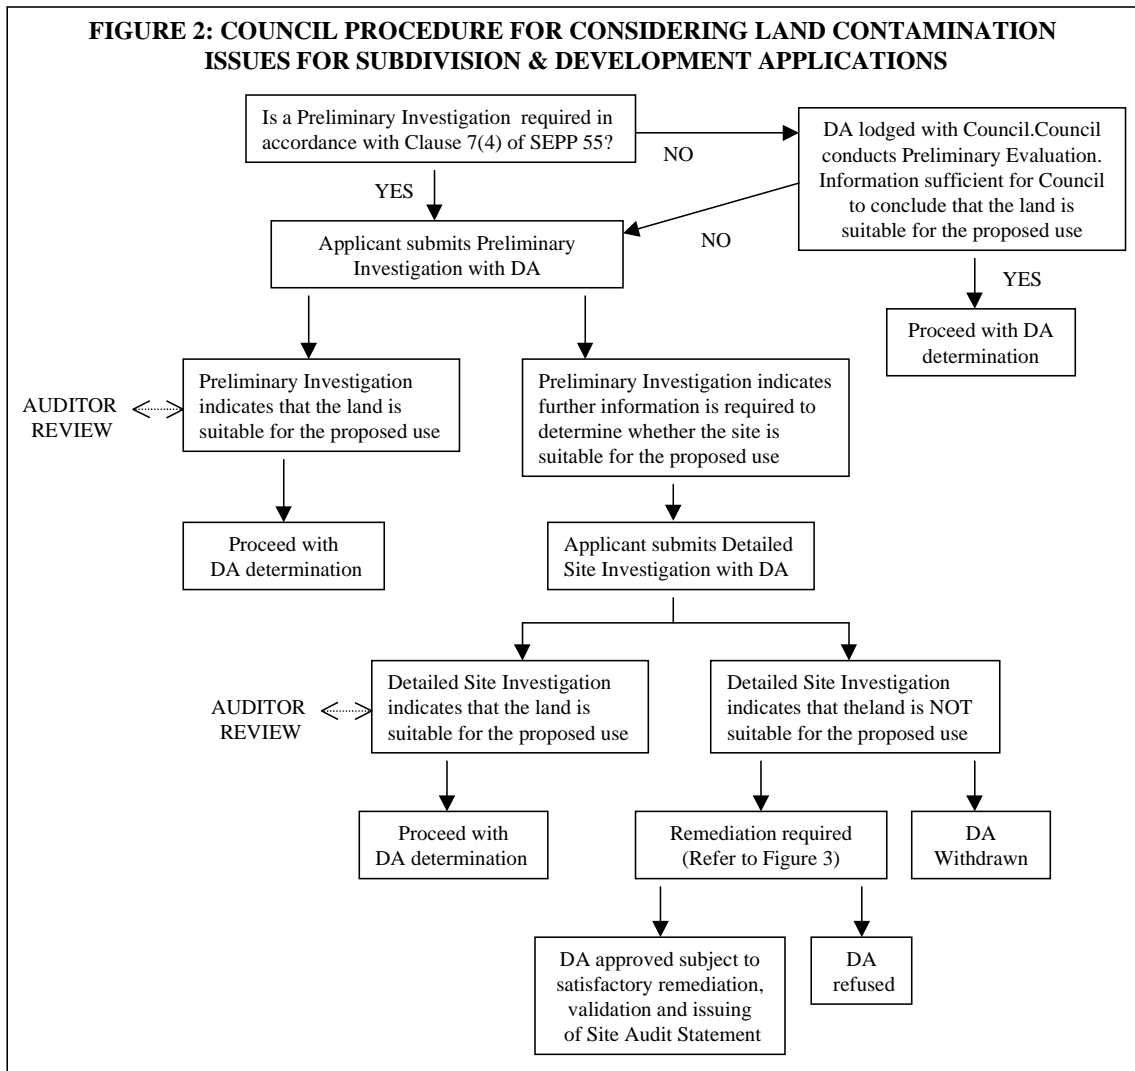 FIGURE 2: COUNCIL PROCEDURE FOR CONSIDERING LAND CONTAMINATION
ISSUES FOR SUBDIVISION & DEVELOPMENT APPLICATIONS
Is a Preliminary Investigation required in
accordance with Clause 7(4) of SEPP 55?
NO
DA lodged with Council.Council
conducts Preliminary Evaluation.
Information sufficient for Council
to conclude that the land is
suitable for the proposed use
YES
NO
Applicant submits Preliminary
Investigation with DA
YES
Proceed with DA
determination
AUDITOR
REVIEW
Preliminary Investigation
indicates that the land is
suitable for the proposed use
Preliminary Investigation indicates
further information is required to
determine whether the site is
suitable for the proposed use
Proceed with
DA determination
Applicant submits Detailed
Site Investigation with DA
AUDITOR
REVIEW
Detailed Site Investigation
indicates that the land is
suitable for the proposed use
Detailed Site Investigation
indicates that theland is NOT
suitable for the proposed use
Proceed with
DA determination
Remediation required
(Refer to Figure 3)
DA
Withdrawn
DA approved subject to
satisfactory remediation,
validation and issuing
of Site Audit Statement
DA
refused